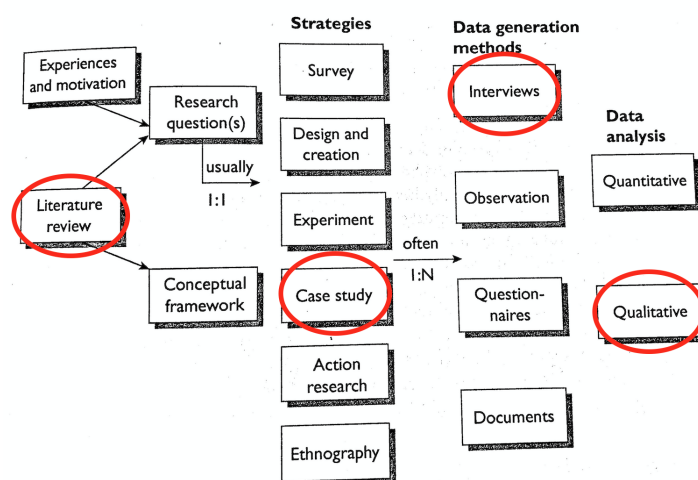 Strategies
Data generation
methods
Experiences
and motivation
Research
question(s)
usually
1:1
Literature
review
Conceptual
framework
Survey
Design and
creation
Experiment
Case study
Action
research
Ethnography
often
1:N
Interviews
Observation
Question-
naires
Documents
Data
analysis
Quantitative
Qualitative